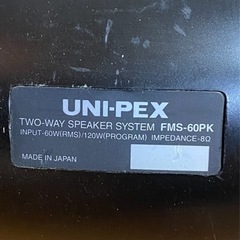 UNI-PEX
TWO-WAY SPEAKER SYSTEM FMS-60PK
INPUT-60W(RMS)/120W(PROGRAM) IMPEDANCE-8Ω
MADE IN JAPAN